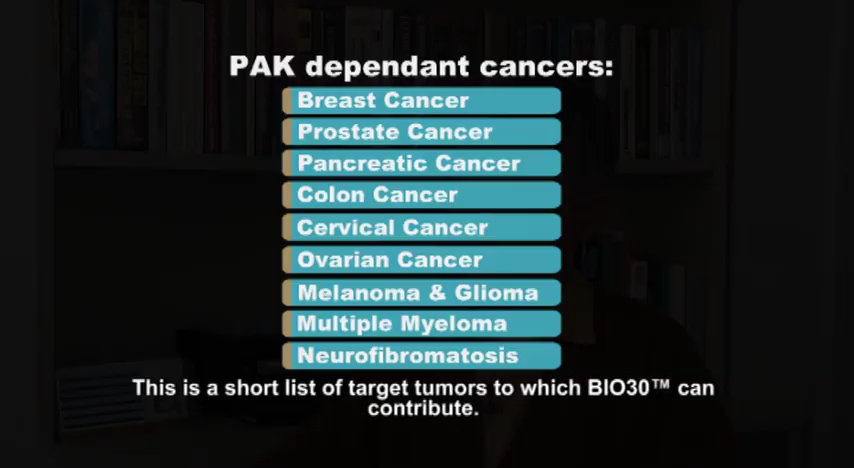 PAK dependant cancers:
Breast Cancer
Prostate Cancer
Pancreatic Cancer
Colon Cancer
Cervical Cancer
Ovarian Cancer
Melanoma & Glioma
Multiple Myeloma
Neurofibromatosis
This is a short list of target tumors to which BIO30™ can
contribute.